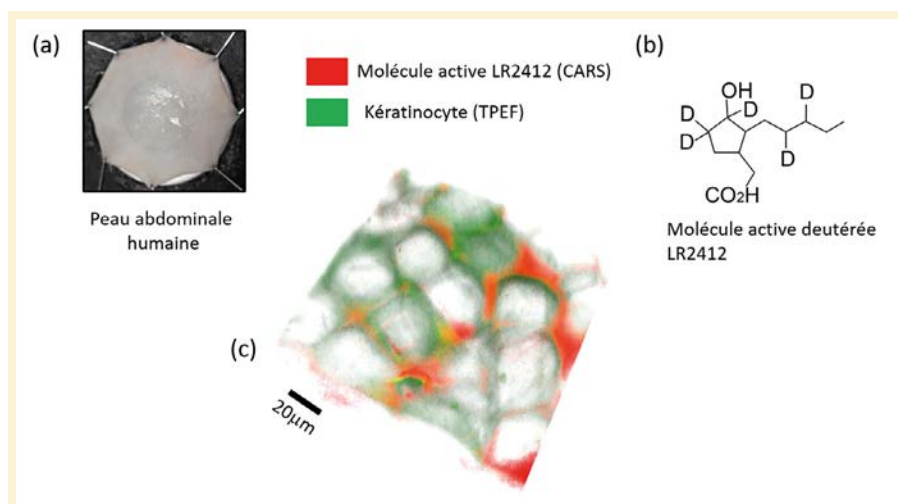 (a)
Peau abdominale
humaine
Molécule active LR2412 (CARS)
Kératinocyte (TPEF)
(b)
OH
D
D
D
D
D
CO2H
Molécule active deutérée
LR2412
(c)
20µm